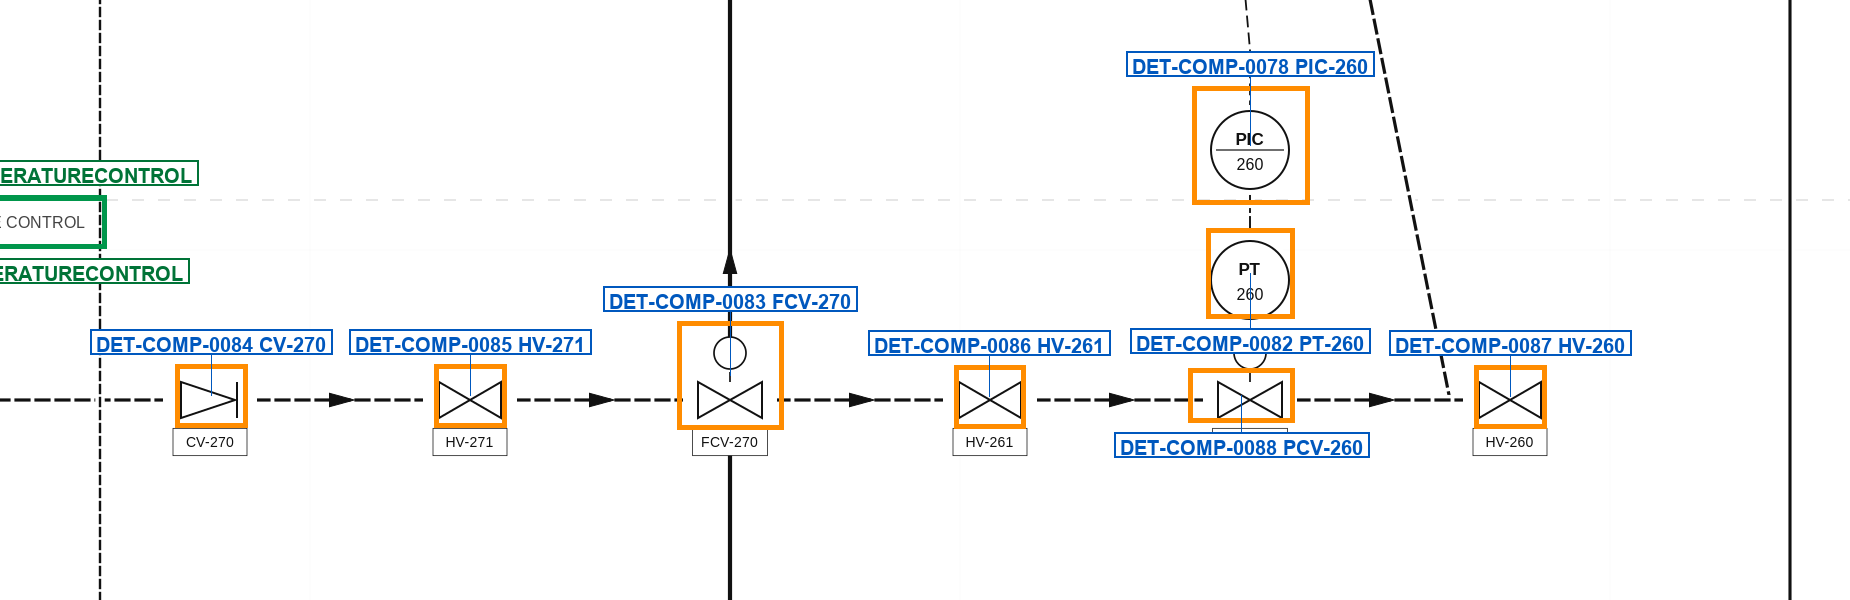 DET-COMP-0078 PIC-260
PIC
260
ERATURECONTROL
E CONTROL
ERATURECONTROL
PT
260
DET-COMP-0083 FCV-270
DET-COMP-0084 CV-270
DET-COMP-0085 HV-271
DET-COMP-0086 HV-261
DET-COMP-0082 PT-260
DET-COMP-0087 HV-260
CV-270
HV-271
FCV-270
HV-261
DET-COMP-0088 PCV-260
HV-260